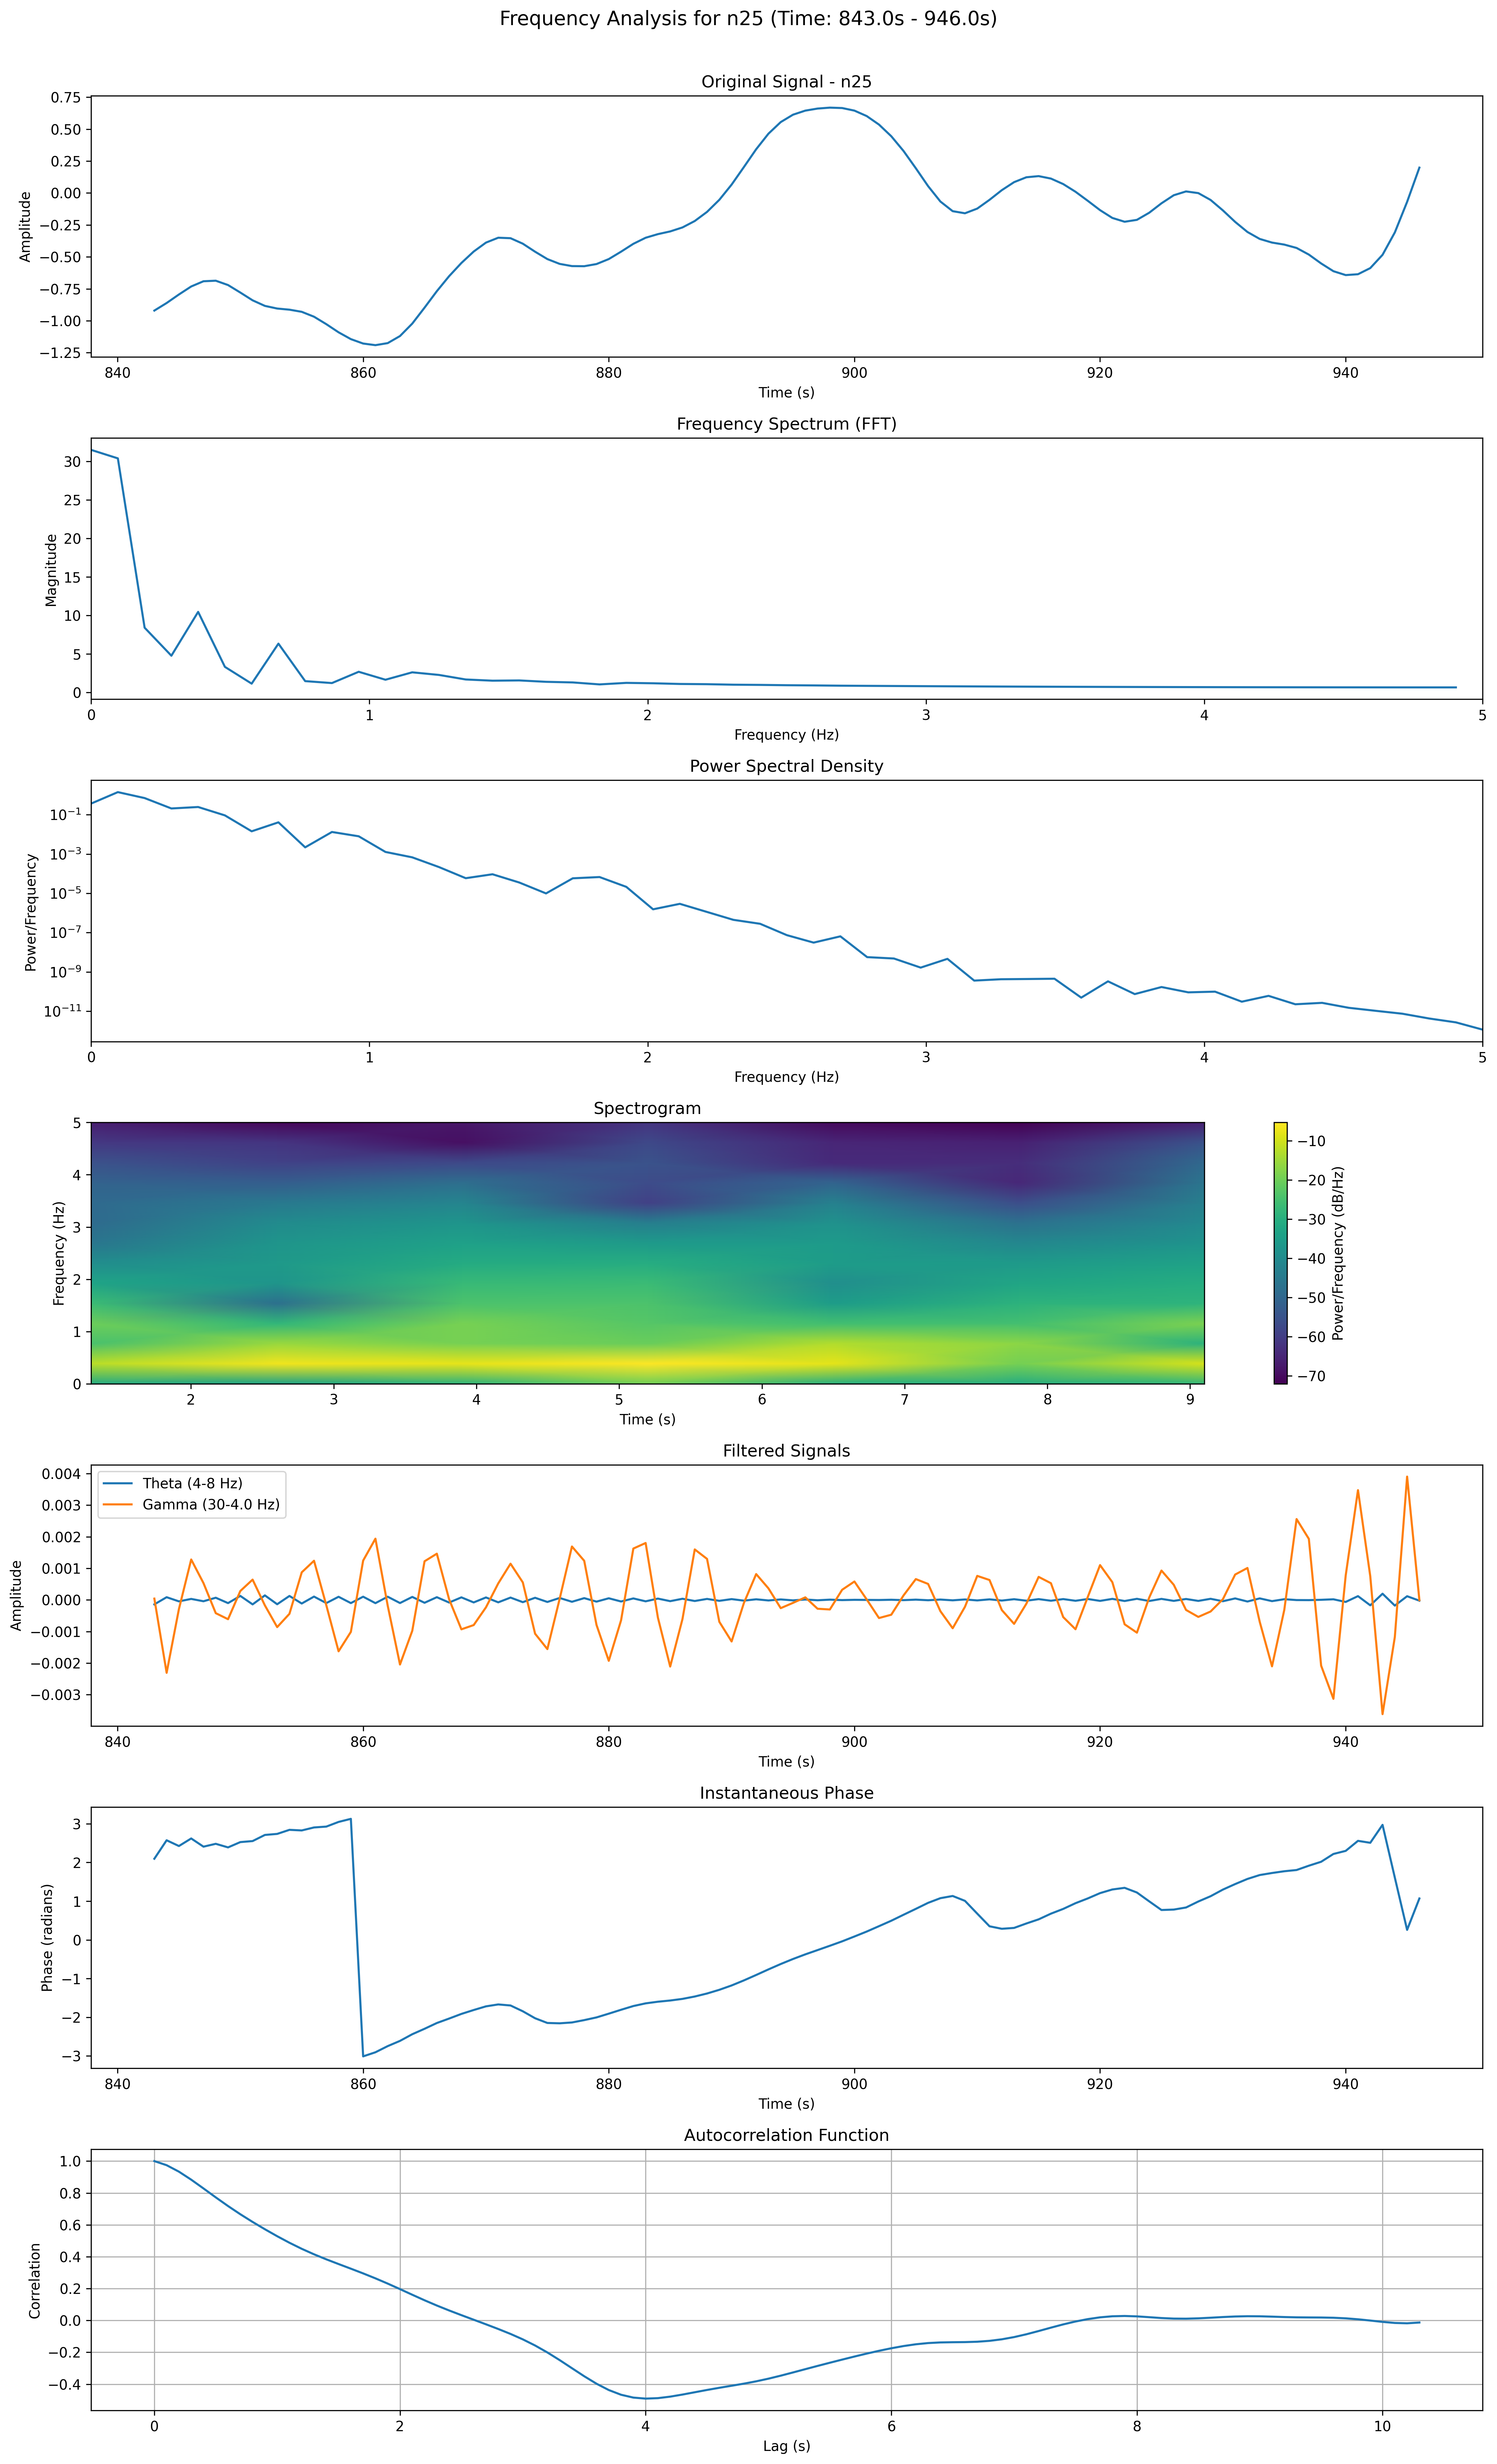 Frequency Analysis for n25 (Time: 843.0s - 946.0s)
Original Signal - n25
Amplitude
0.75
0.50
0.25
0.00
−0.25
−0.50
−0.75
−1.00
−1.25
840 860 880 900 920 940
Time (s)
Frequency Spectrum (FFT)
Magnitude
30
25
20
15
10
5
0
0 1 2 3 4 5
Frequency (Hz)
Power Spectral Density
Power/Frequency
10⁻¹
10⁻³
10⁻⁵
10⁻⁷
10⁻⁹
10⁻¹¹
0 1 2 3 4 5
Frequency (Hz)
Spectrogram
Frequency (Hz)
5
4
3
2
1
0
2 3 4 5 6 7 8 9
Time (s)
−10
−20
−30
−40
−50
−60
−70
Power/Frequency (dB/Hz)
Filtered Signals
Theta (4-8 Hz)
Gamma (30-4.0 Hz)
Amplitude
0.004
0.003
0.002
0.001
0.000
−0.001
−0.002
−0.003
840 860 880 900 920 940
Time (s)
Instantaneous Phase
Phase (radians)
3
2
1
0
−1
−2
−3
840 860 880 900 920 940
Time (s)
Autocorrelation Function
Correlation
1.0
0.8
0.6
0.4
0.2
0.0
−0.2
−0.4
0 2 4 6 8 10
Lag (s)